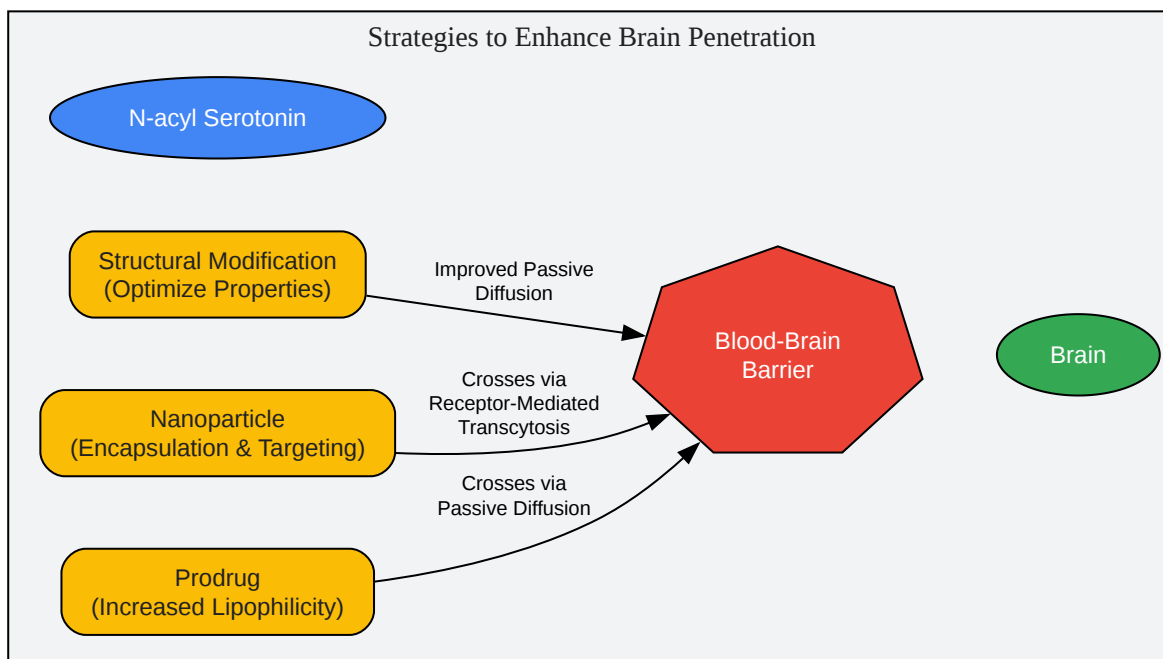 Strategies to Enhance Brain Penetration
N-acyl Serotonin
Structural Modification
(Optimize Properties)
Improved Passive
Diffusion
Blood-Brain
Barrier
Brain
Crosses via
Receptor-Mediated
Transcytosis
Nanoparticle
(Encapsulation & Targeting)
Crosses via
Passive Diffusion
Prodrug
(Increased Lipophilicity)